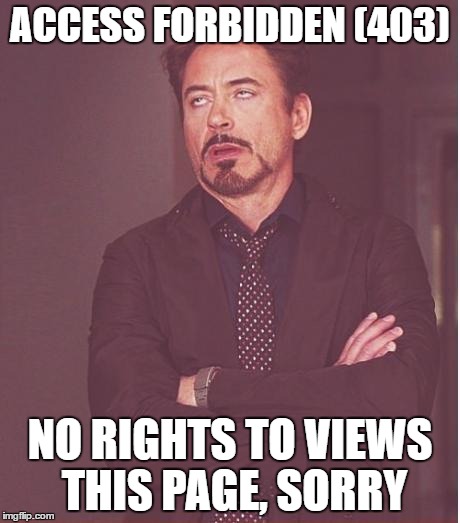 ACCESS FORBIDDEN (403)
NO RIGHTS TO VIEWS
THIS PAGE, SORRY
imgflip.com